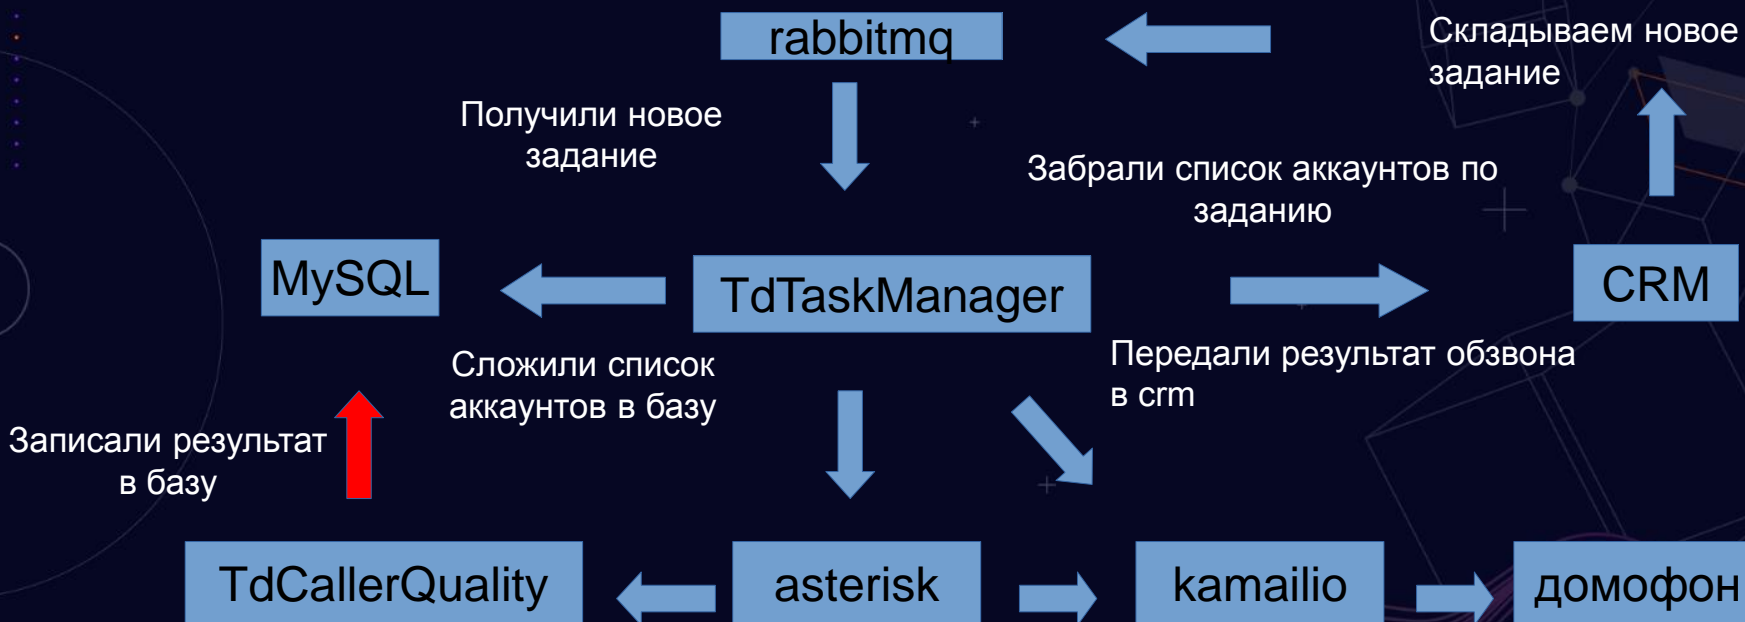 rabbitmq
Складываем новое
задание
Получили новое
задание
Забрали список аккаунтов по
заданию
MySQL
TdTaskManager
CRM
Сложили список
аккаунтов в базу
Передали результат обзвона
в crm
Записали результат
в базу
TdCallerQuality
asterisk
kamailio
домофон